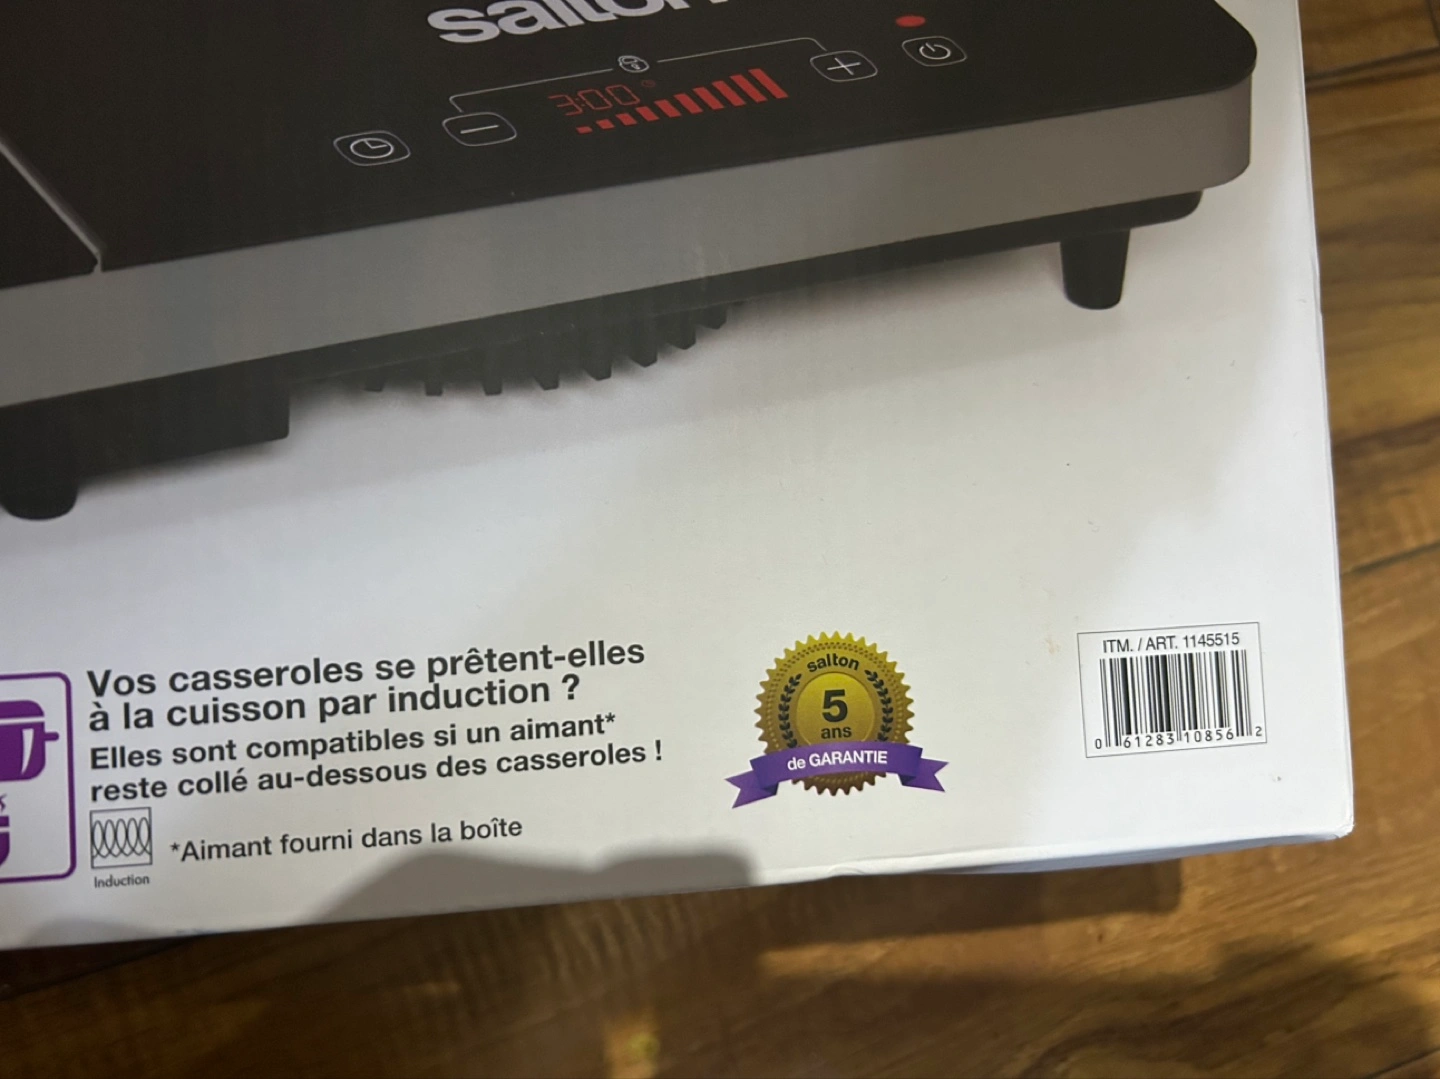 salton
3:00
Vos casseroles se prêtent-elles
à la cuisson par induction ?
Elles sont compatibles si un aimant*
reste collé au-dessous des casseroles !
Induction
*Aimant fourni dans la boîte
salton
5
ans
de GARANTIE
ITM. / ART. 1145515
0 61283 10856 2